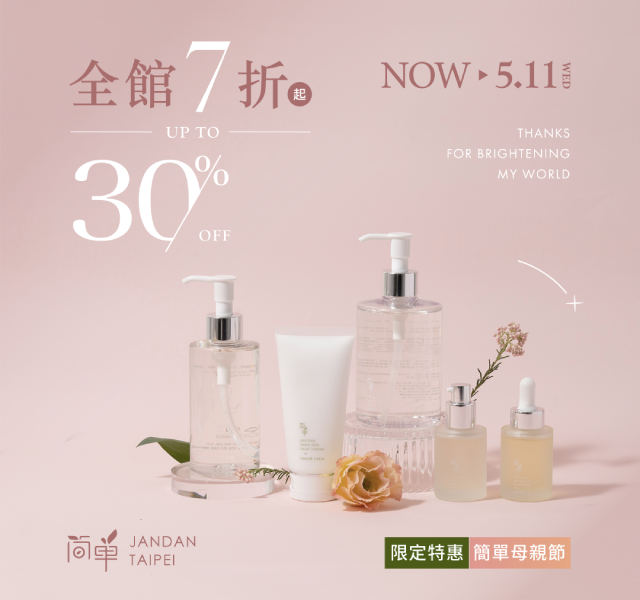 全館7折起
NOW ▸ 5.11 WED
UP TO
30% OFF
THANKS
FOR BRIGHTENING
MY WORLD
簡單 JANDAN
TAIPEI
限定特惠 簡單母親節